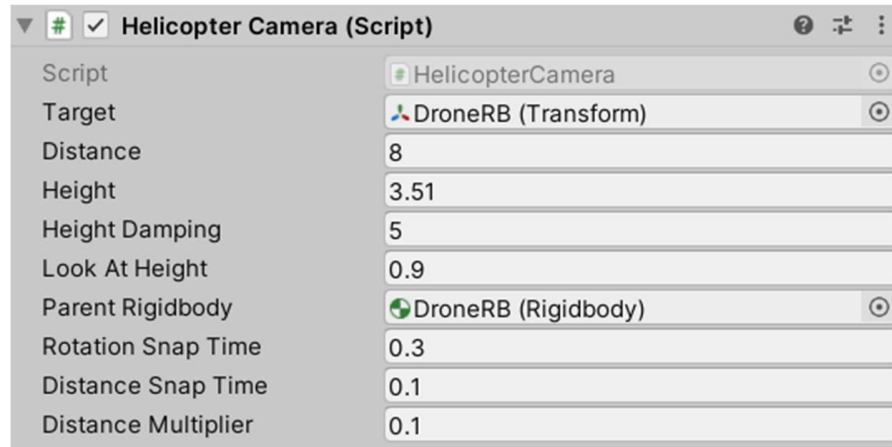 Helicopter Camera (Script)
Script HelicopterCamera
Target DroneRB (Transform)
Distance 8
Height 3.51
Height Damping 5
Look At Height 0.9
Parent Rigidbody DroneRB (Rigidbody)
Rotation Snap Time 0.3
Distance Snap Time 0.1
Distance Multiplier 0.1